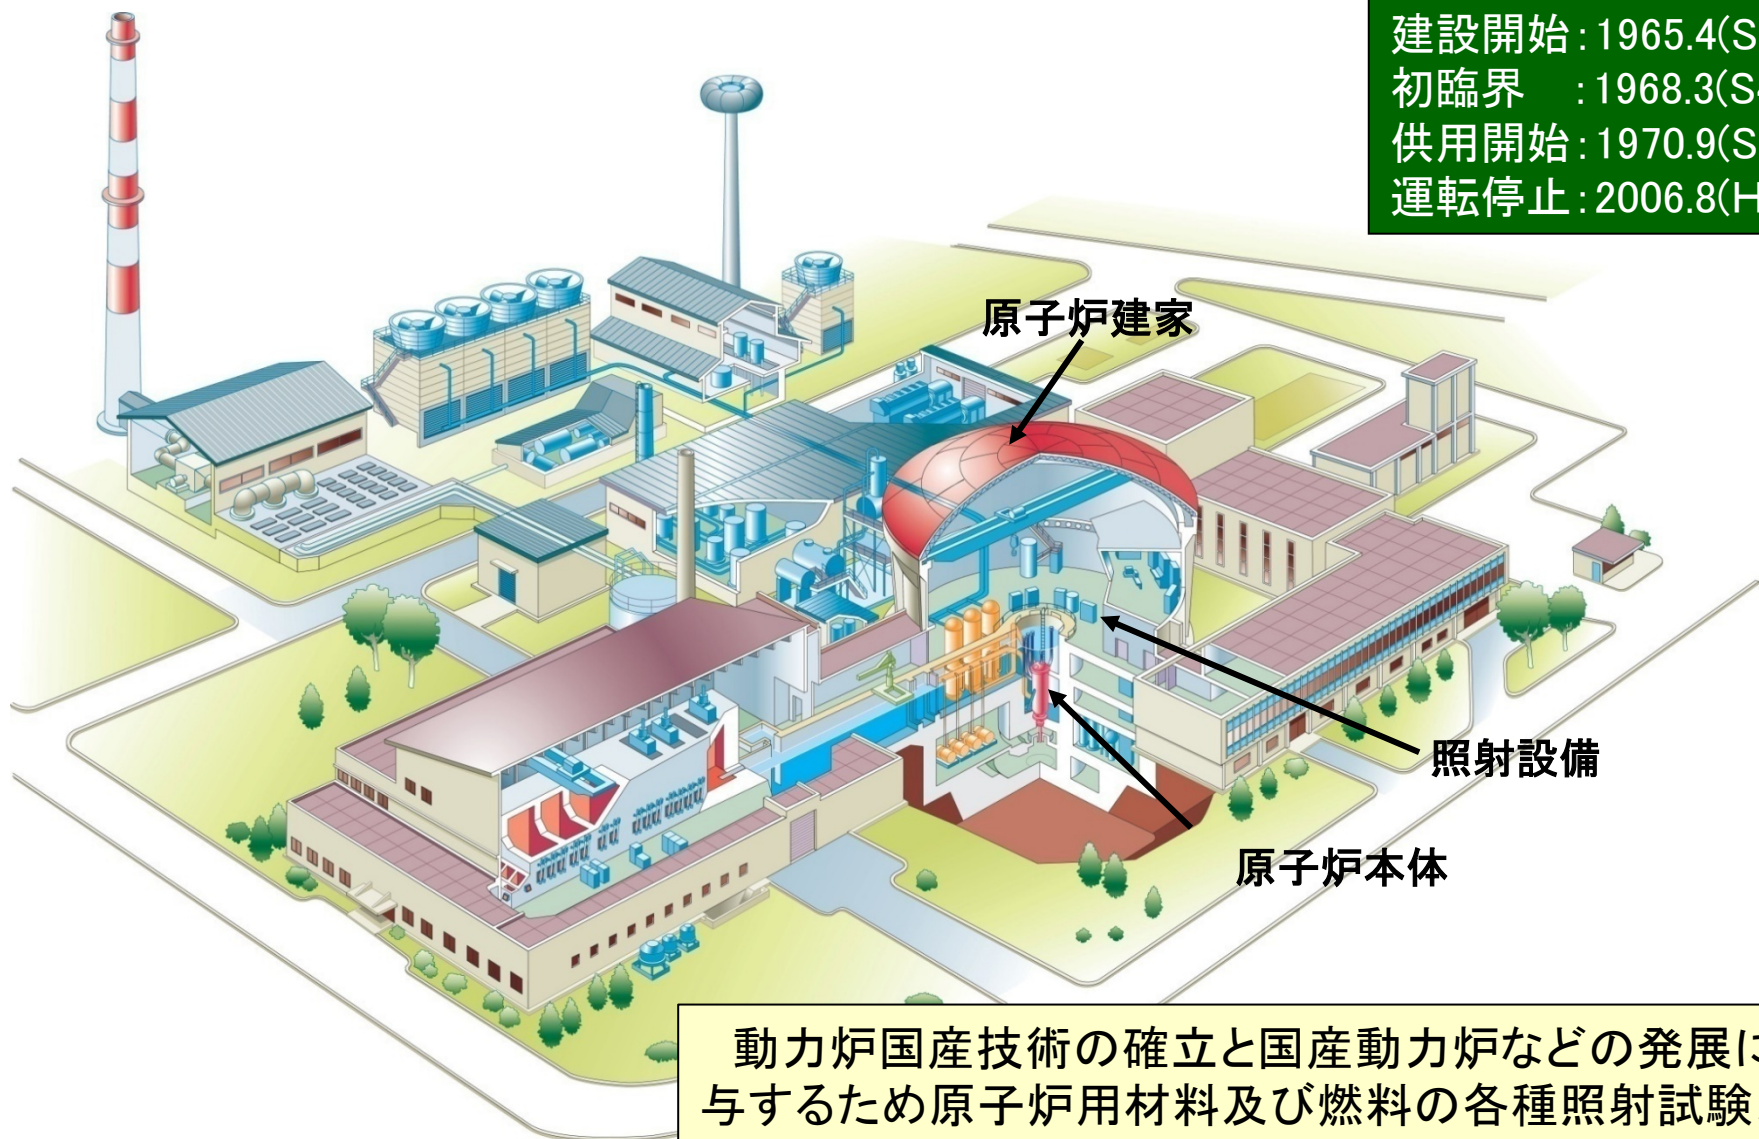 建設開始：1965.4(S
初臨界　：1968.3(S4
供用開始：1970.9(S
運転停止：2006.8(H
原子炉建家
照射設備
原子炉本体
動力炉国産技術の確立と国産動力炉などの発展に
与するため原子炉用材料及び燃料の各種照射試験